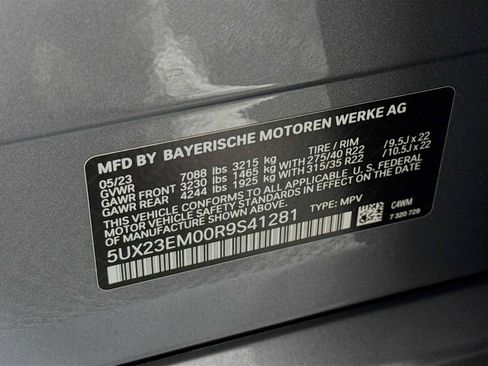 MFD BY BAYERISCHE MOTOREN WERKE AG
05/23 TIRE / RIM
GVWR 7088 lbs 3215 kg
GAWR FRONT 3230 lbs 1465 kg WITH 275/40 R22 / 9.5J x 22
GAWR REAR 4244 lbs 1925 kg WITH 315/35 R22 / 10.5J x 22
THIS VEHICLE CONFORMS TO ALL APPLICABLE U.S. FEDERAL
MOTOR VEHICLE SAFETY STANDARDS IN EFFECT ON THE DATE
OF MANUFACTURE SHOWN ABOVE.
5UX23EM00R9S41281 TYPE: MPV
C4WM
7 320 729